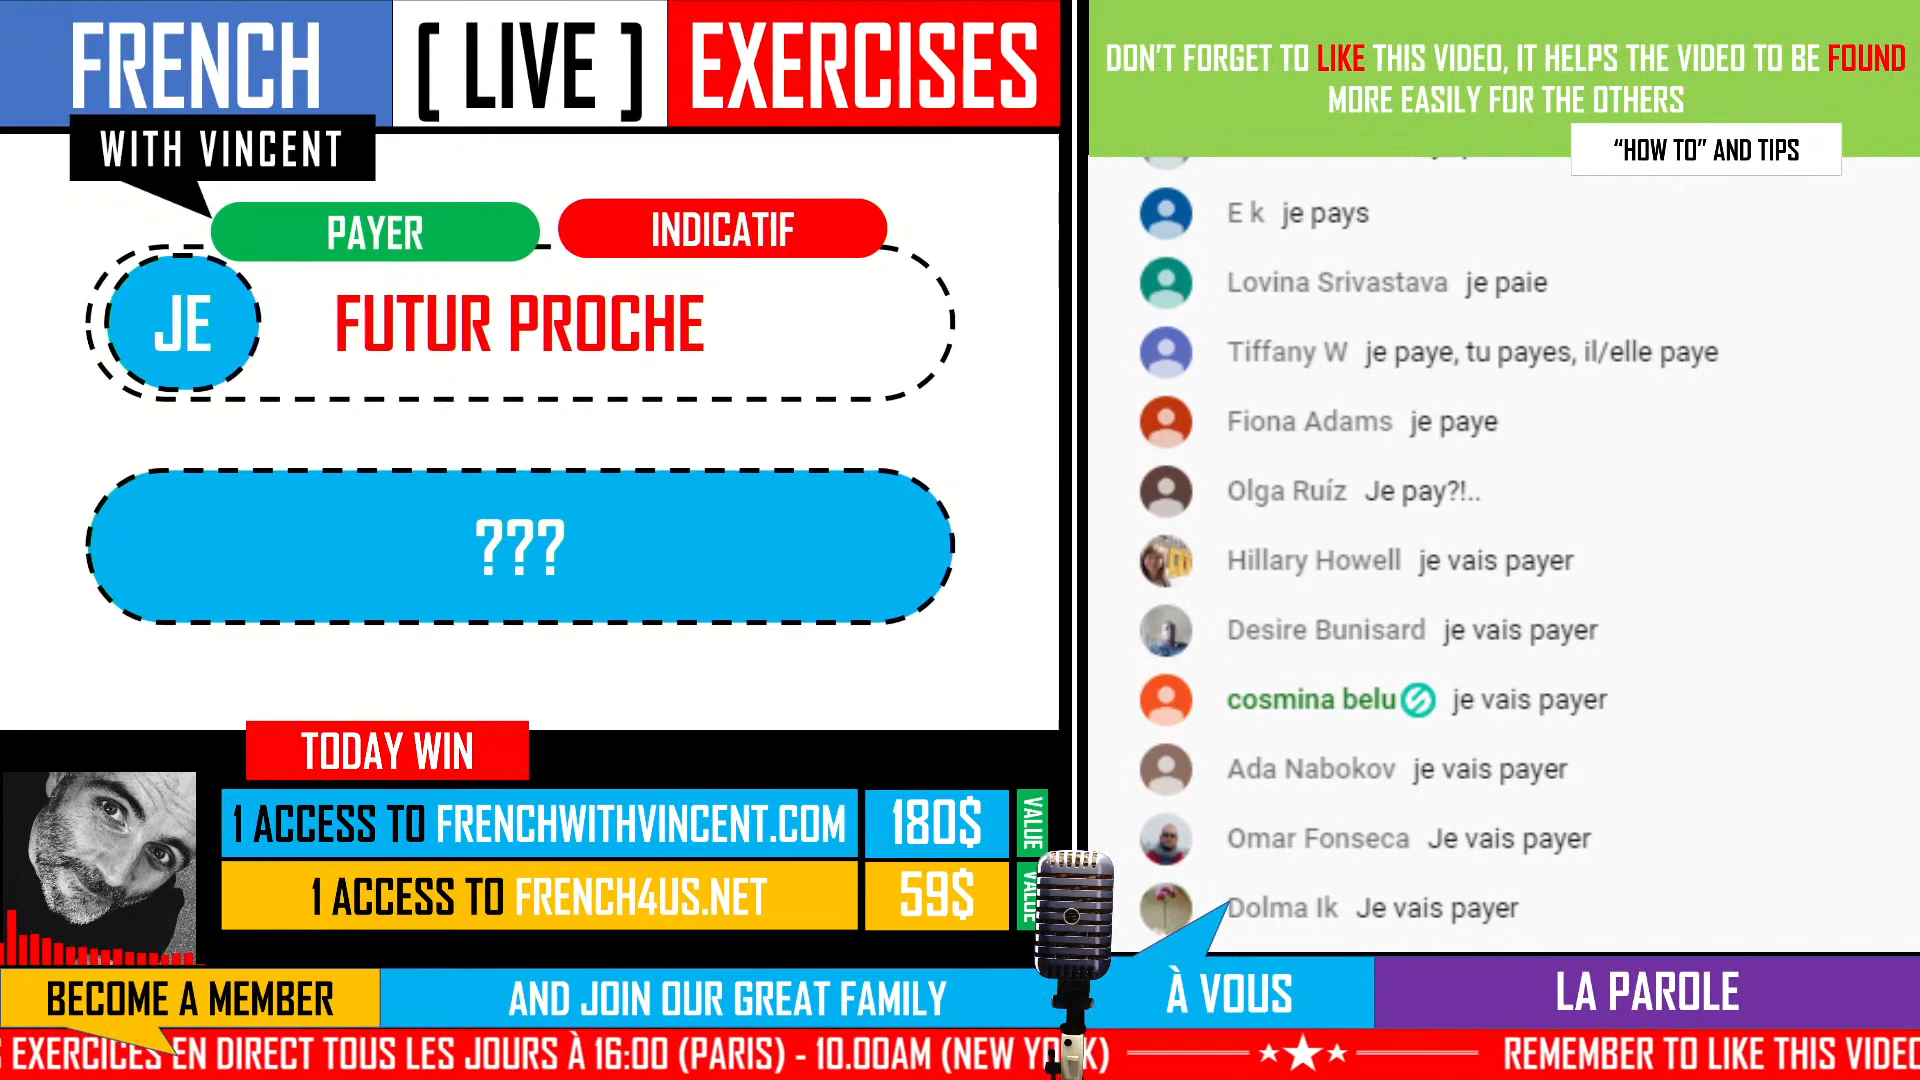 FRENCH
[ LIVE ]
EXERCISES
WITH VINCENT
PAYER
INDICATIF
JE
FUTUR PROCHE
???
TODAY WIN
1 ACCESS TO FRENCHWITHVINCENT.COM
180$
VALUE
1 ACCESS TO FRENCH4US.NET
59$
VALUE
BECOME A MEMBER
AND JOIN OUR GREAT FAMILY
DON'T FORGET TO LIKE THIS VIDEO, IT HELPS THE VIDEO TO BE FOUND
MORE EASILY FOR THE OTHERS
“HOW TO” AND TIPS
E k je pays
Lovina Srivastava je paie
Tiffany W je paye, tu payes, il/elle paye
Fiona Adams je paye
Olga Ruíz Je pay?!..
Hillary Howell je vais payer
Desire Bunisard je vais payer
cosmina belu je vais payer
Ada Nabokov je vais payer
Omar Fonseca Je vais payer
Dolma Ik Je vais payer
À VOUS
LA PAROLE
EXERCICES EN DIRECT TOUS LES JOURS À 16:00 (PARIS) - 10.00AM (NEW YORK)
REMEMBER TO LIKE THIS VIDEO